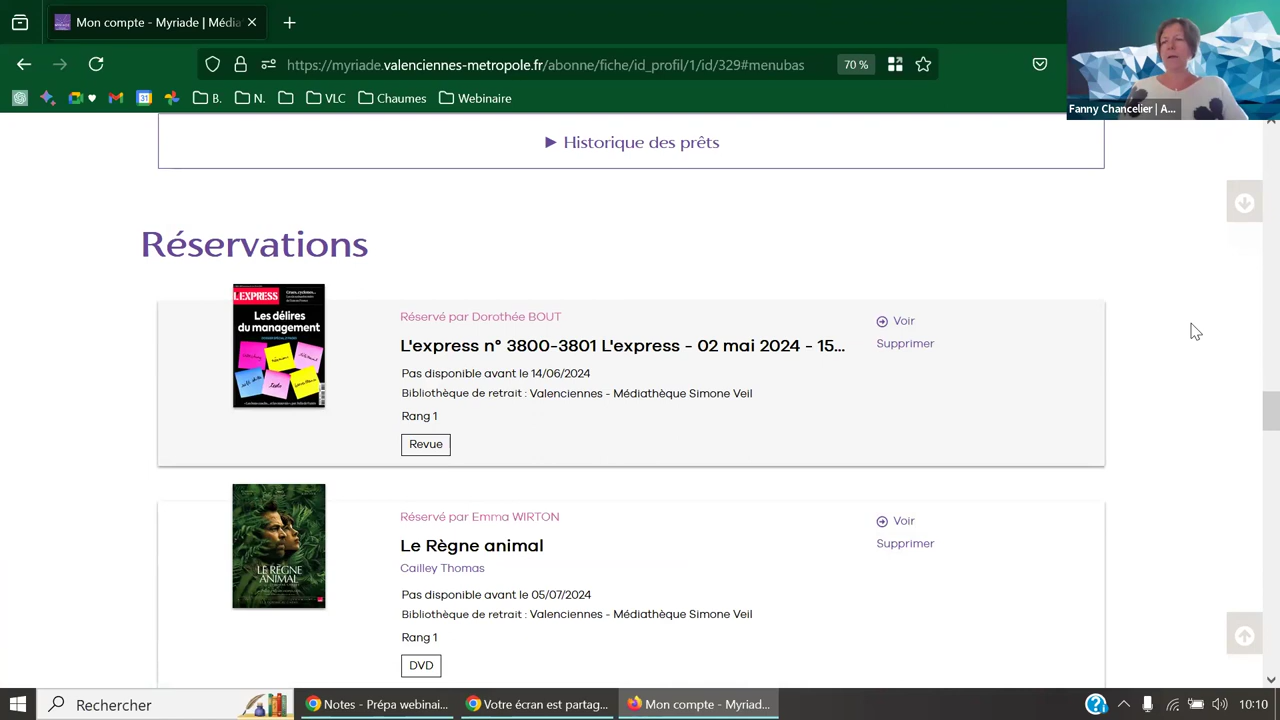 Mon compte - Myriade | Média
https://myriade.valenciennes-metropole.fr/abonne/fiche/id_profil/1/id/329#menubas
70 %
B. N. VLC Chaumes Webinaire
Fanny Chancelier | A...
Historique des prêts
Réservations
L'EXPRESS
Les délires
du management
Réservé par Dorothée BOUT
L'express n° 3800-3801 L'express - 02 mai 2024 - 15...
Pas disponible avant le 14/06/2024
Bibliothèque de retrait : Valenciennes - Médiathèque Simone Veil
Rang 1
Revue
Voir
Supprimer
LE RÈGNE
ANIMAL
Réservé par Emma WIRTON
Le Règne animal
Cailley Thomas
Pas disponible avant le 05/07/2024
Bibliothèque de retrait : Valenciennes - Médiathèque Simone Veil
Rang 1
DVD
Voir
Supprimer
Rechercher
Notes - Prépa webinai...
Votre écran est partag...
Mon compte - Myriad...
10:10